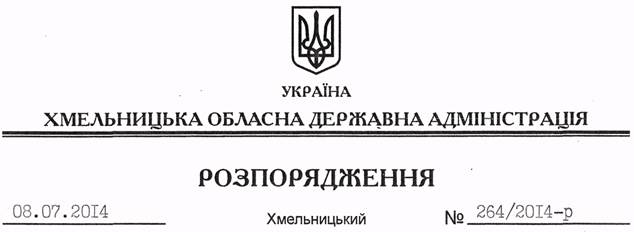 УКРАЇНА
ХМЕЛЬНИЦЬКА ОБЛАСНА ДЕРЖАВНА АДМІНІСТРАЦІЯ
РОЗПОРЯДЖЕННЯ
08.07.2014 Хмельницький № 264/2014-р